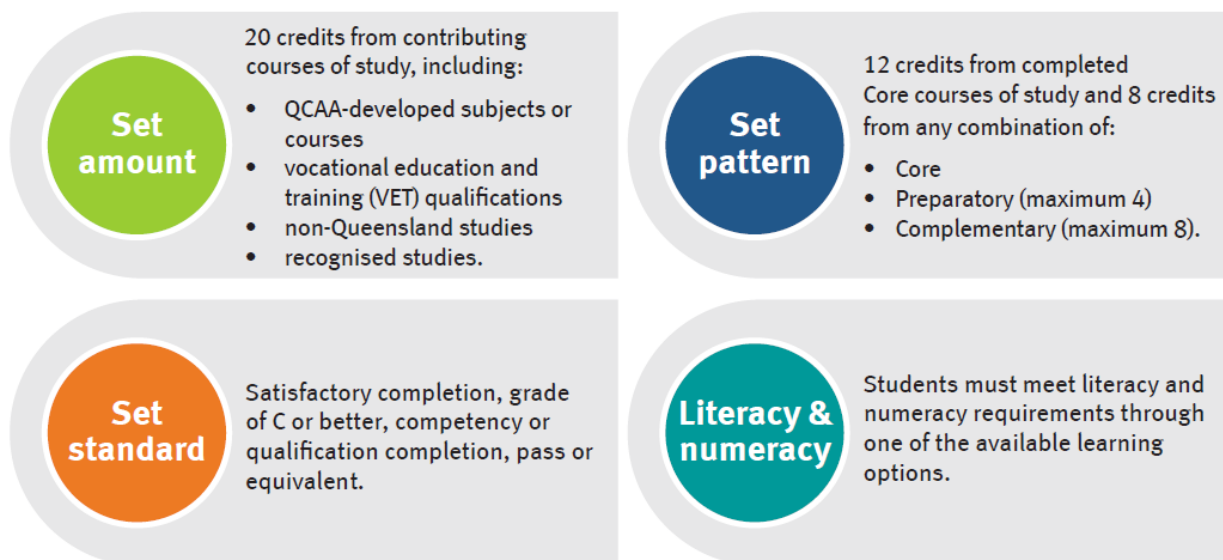 Set
amount
20 credits from contributing
courses of study, including:
• QCAA-developed subjects or
courses
• vocational education and
training (VET) qualifications
• non-Queensland studies
• recognised studies.
Set
pattern
12 credits from completed
Core courses of study and 8 credits
from any combination of:
• Core
• Preparatory (maximum 4)
• Complementary (maximum 8).
Set
standard
Satisfactory completion, grade
of C or better, competency or
qualification completion, pass or
equivalent.
Literacy &
numeracy
Students must meet literacy and
numeracy requirements through
one of the available learning
options.